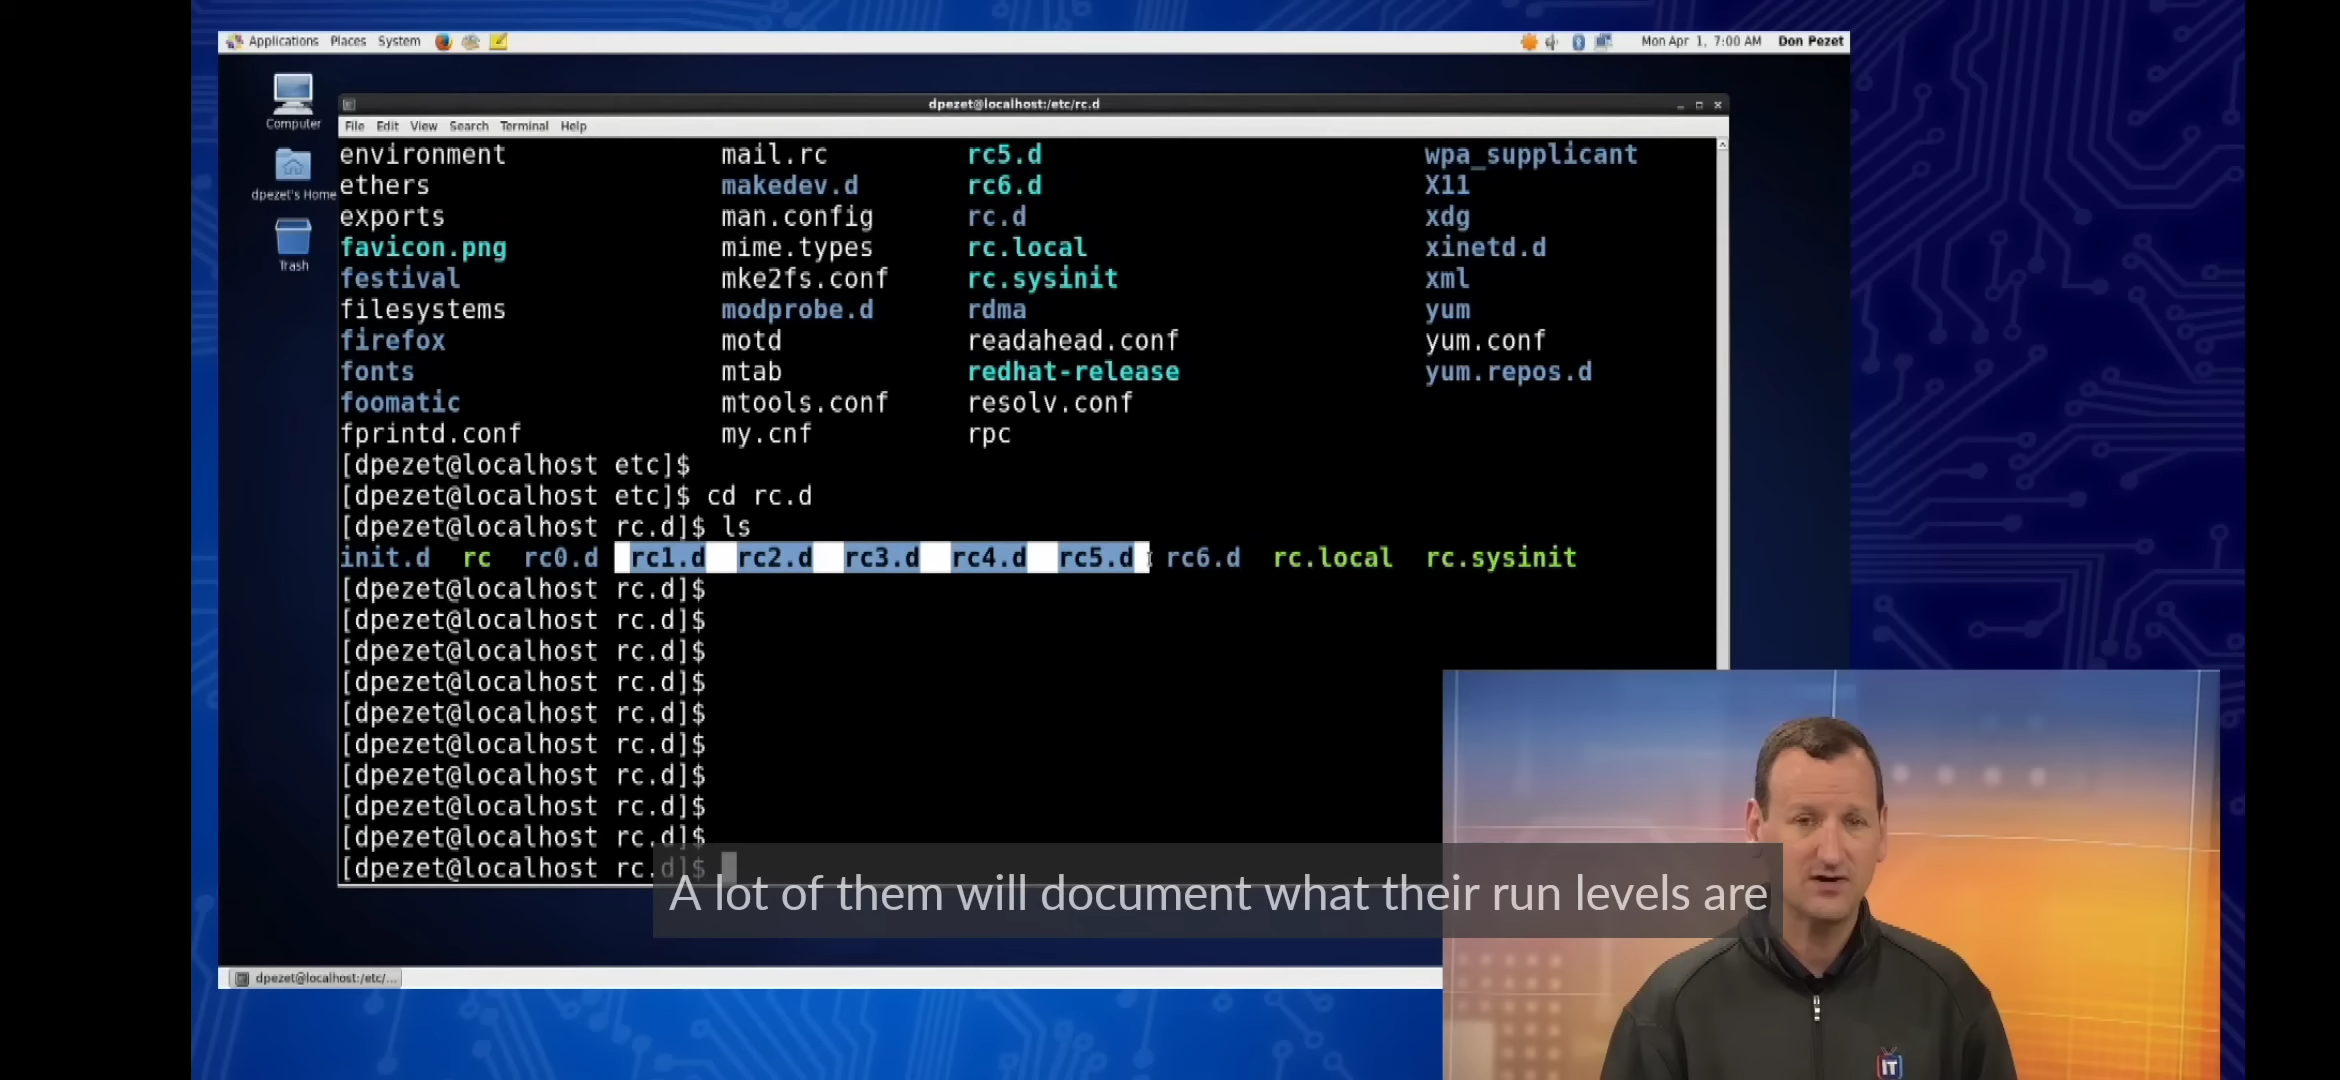 Applications Places System Mon Apr 1, 7:00 AM Don Pezet
Computer
dpezet's Home
Trash
dpezet@localhost:/etc/rc.d
File Edit View Search Terminal Help
environment mail.rc rc5.d wpa_supplicant
ethers makedev.d rc6.d X11
exports man.config rc.d xdg
favicon.png mime.types rc.local xinetd.d
festival mke2fs.conf rc.sysinit xml
filesystems modprobe.d rdma yum
firefox motd readahead.conf yum.conf
fonts mtab redhat-release yum.repos.d
foomatic mtools.conf resolv.conf
fprintd.conf my.cnf rpc
[dpezet@localhost etc]$
[dpezet@localhost etc]$ cd rc.d
[dpezet@localhost rc.d]$ ls
init.d rc rc0.d rc1.d rc2.d rc3.d rc4.d rc5.d rc6.d rc.local rc.sysinit
[dpezet@localhost rc.d]$
[dpezet@localhost rc.d]$
[dpezet@localhost rc.d]$
[dpezet@localhost rc.d]$
[dpezet@localhost rc.d]$
[dpezet@localhost rc.d]$
[dpezet@localhost rc.d]$
[dpezet@localhost rc.d]$
[dpezet@localhost rc.d]$
[dpezet@localhost rc.d]$
A lot of them will document what their run levels are
dpezet@localhost:/etc/...
IT